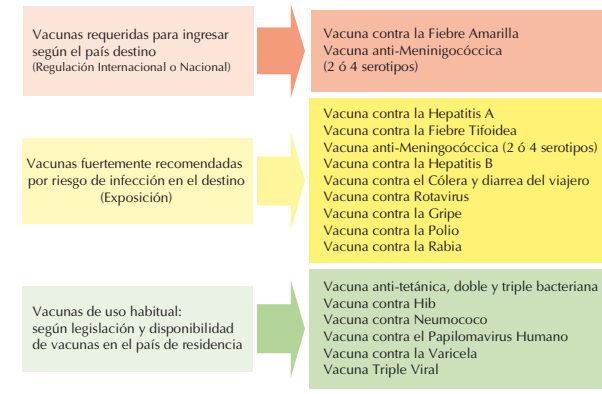 Vacunas requeridas para ingresar
según el país destino
(Regulación Internacional o Nacional)
Vacuna contra la Fiebre Amarilla
Vacuna anti-Meninigocóccica
(2 ó 4 serotipos)
Vacunas fuertemente recomendadas
por riesgo de infección en el destino
(Exposición)
Vacuna contra la Hepatitis A
Vacuna contra la Fiebre Tifoidea
Vacuna anti-Meningocóccica (2 ó 4 serotipos)
Vacuna contra la Hepatitis B
Vacuna contra el Cólera y diarrea del viajero
Vacuna contra Rotavirus
Vacuna contra la Gripe
Vacuna contra la Polio
Vacuna contra la Rabia
Vacunas de uso habitual:
según legislación y disponibilidad
de vacunas en el país de residencia
Vacuna anti-tetánica, doble y triple bacteriana
Vacuna contra Hib
Vacuna contra Neumococo
Vacuna contra el Papilomavirus Humano
Vacuna contra la Varicela
Vacuna Triple Viral